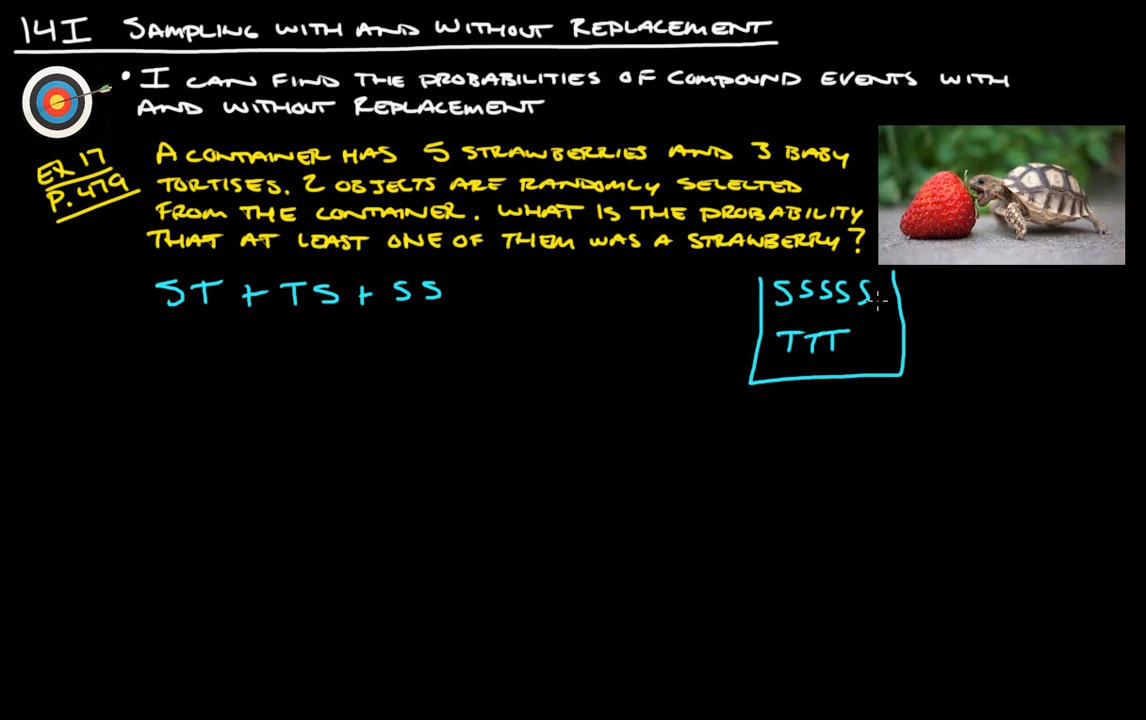 14I SAMPLING WITH AND WITHOUT REPLACEMENT
• I CAN FIND THE PROBABILITIES OF COMPOUND EVENTS WITH
AND WITHOUT REPLACEMENT
EX 17
P. 479
A CONTAINER HAS 5 STRAWBERRIES AND 3 BABY
TORTISES. 2 OBJECTS ARE RANDOMLY SELECTED
FROM THE CONTAINER. WHAT IS THE PROBABILITY
THAT AT LEAST ONE OF THEM WAS A STRAWBERRY?
ST + TS + SS
SSSSS
TTT